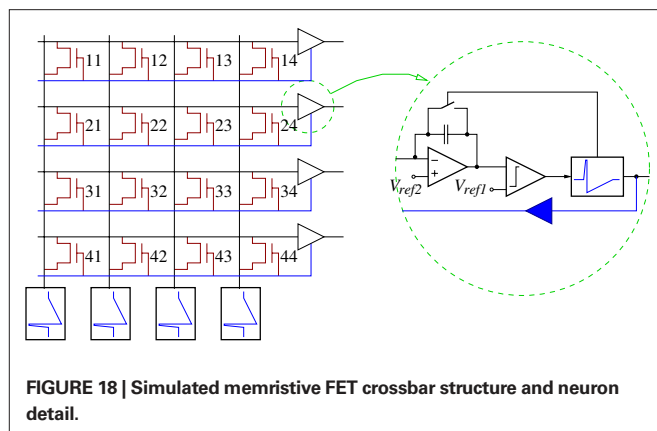 11 12 13 14
21 22 23 24
31 32 33 34
41 42 43 44
−
+
Vref2
Vref1
FIGURE 18 | Simulated memristive FET crossbar structure and neuron
detail.